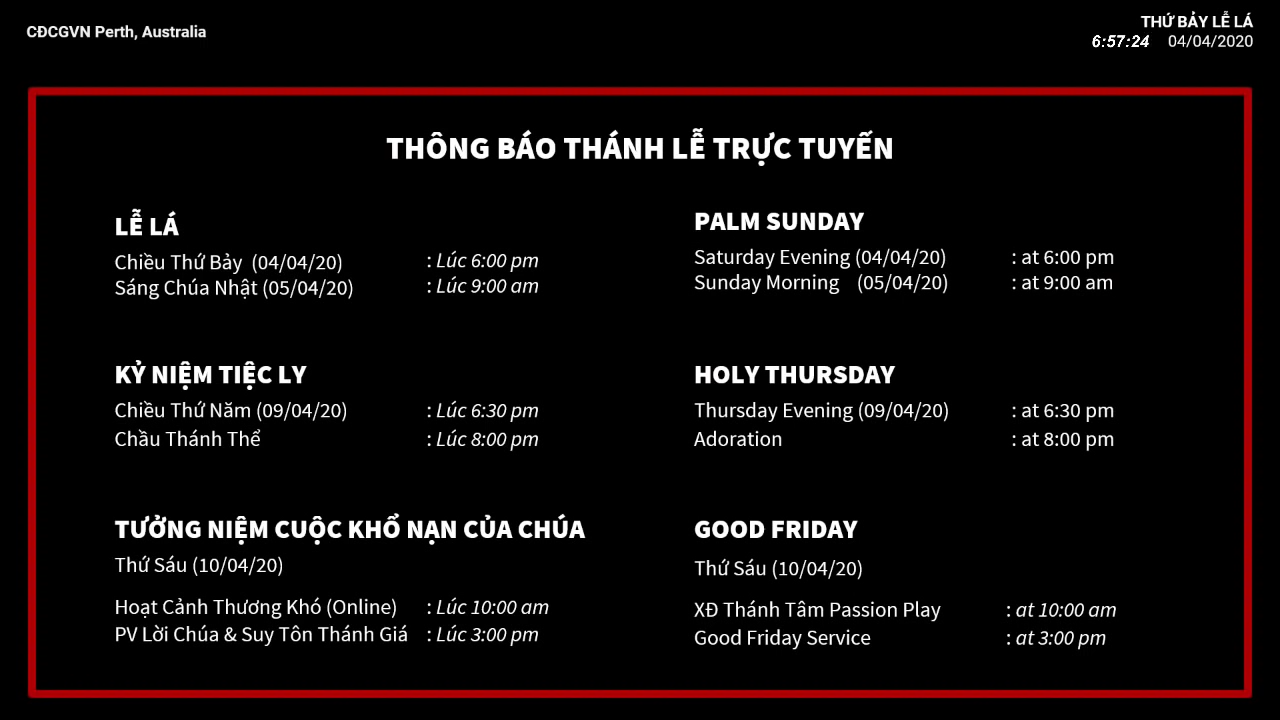 CĐCGVN Perth, Australia
THỨ BẢY LỄ LÁ
6:57:24 04/04/2020
THÔNG BÁO THÁNH LỄ TRỰC TUYẾN
LỄ LÁ
Chiều Thứ Bảy (04/04/20) : Lúc 6:00 pm
Sáng Chúa Nhật (05/04/20) : Lúc 9:00 am
KỶ NIỆM TIỆC LY
Chiều Thứ Năm (09/04/20) : Lúc 6:30 pm
Chầu Thánh Thể : Lúc 8:00 pm
TƯỞNG NIỆM CUỘC KHỔ NẠN CỦA CHÚA
Thứ Sáu (10/04/20)
Hoạt Cảnh Thương Khó (Online) : Lúc 10:00 am
PV Lời Chúa & Suy Tôn Thánh Giá : Lúc 3:00 pm
PALM SUNDAY
Saturday Evening (04/04/20) : at 6:00 pm
Sunday Morning (05/04/20) : at 9:00 am
HOLY THURSDAY
Thursday Evening (09/04/20) : at 6:30 pm
Adoration : at 8:00 pm
GOOD FRIDAY
Thứ Sáu (10/04/20)
XĐ Thánh Tâm Passion Play : at 10:00 am
Good Friday Service : at 3:00 pm